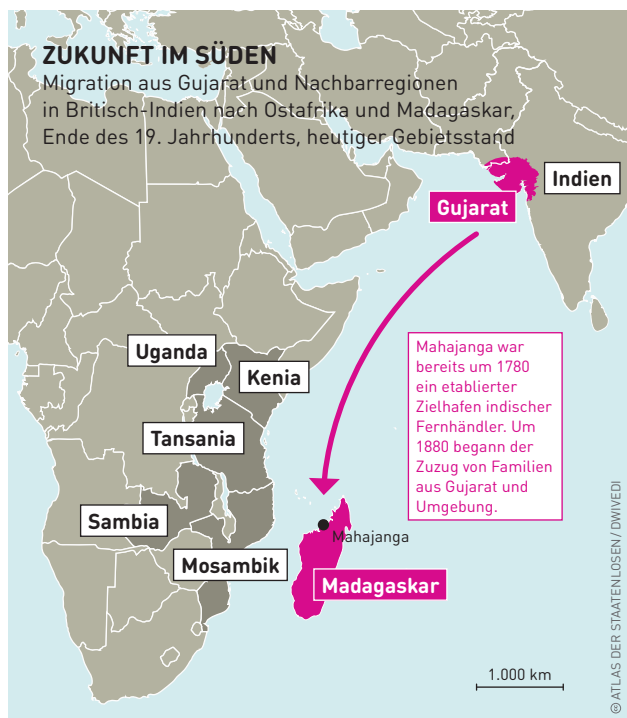 ZUKUNFT IM SÜDEN
Migration aus Gujarat und Nachbarregionen
in Britisch-Indien nach Ostafrika und Madagaskar,
Ende des 19. Jahrhunderts, heutiger Gebietsstand
Indien
Gujarat
Mahajanga war
bereits um 1780
ein etablierter
Zielhafen indischer
Fernhändler. Um
1880 begann der
Zuzug von Familien
aus Gujarat und
Umgebung.
Uganda
Kenia
Tansania
Sambia
Mosambik
Mahajanga
Madagaskar
1.000 km
© ATLAS DER STAATENLOSEN / DWIVEDI